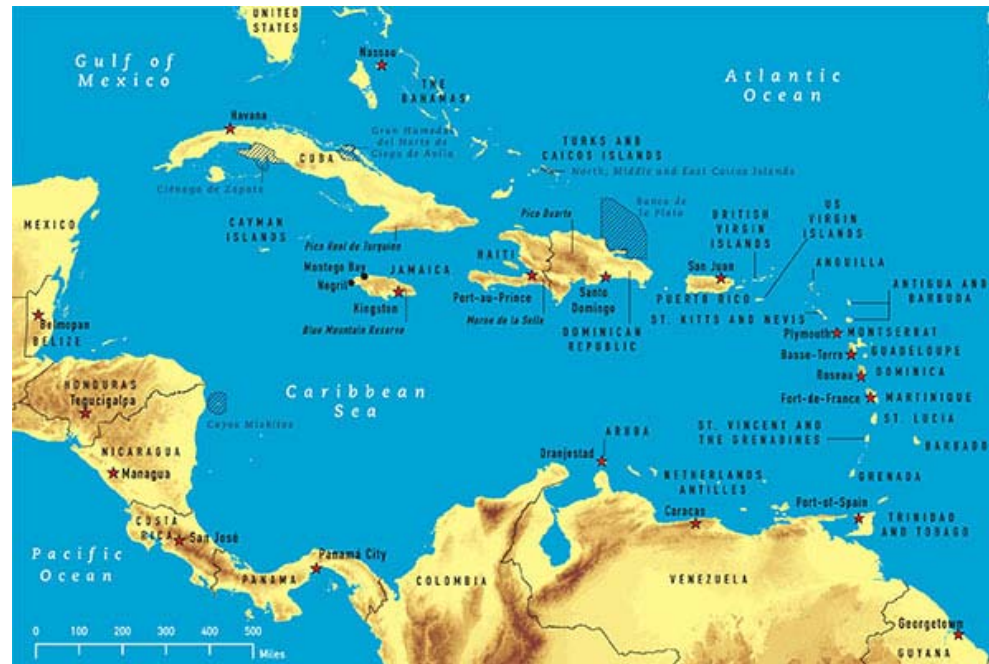 UNITED
STATES
Gulf of
Mexico
Nassau
THE
BAHAMAS
Atlantic
Ocean
Havana
Gran Humedal
del Norte de
Ciego de Avila
CUBA
Ciénaga de Zapata
TURKS AND
CAICOS ISLANDS
North, Middle and East Caicos Islands
MEXICO
CAYMAN
ISLANDS
Pico Real de Turquino
Pico Duarte
Banco de
la Plata
BRITISH
VIRGIN
ISLANDS
US
VIRGIN
ISLANDS
HAITI
Montego Bay
JAMAICA
Negril
Kingston
Blue Mountain Reserve
Port-au-Prince
Morne de la Selle
Santo
Domingo
DOMINICAN
REPUBLIC
San Juan
PUERTO RICO
ANGUILLA
ANTIGUA AND
BARBUDA
ST. KITTS AND NEVIS
Belmopan
BELIZE
Plymouth
MONTSERRAT
Basse-Terre
GUADELOUPE
Roseau
DOMINICA
Fort-de-France
MARTINIQUE
ST. LUCIA
HONDURAS
Tegucigalpa
Caribbean
Sea
Cayos Miskitos
ST. VINCENT AND
THE GRENADINES
BARBADO
NICARAGUA
Managua
ARUBA
Oranjestad
NETHERLANDS
ANTILLES
GRENADA
Caracas
Port-of-Spain
TRINIDAD
AND TOBAGO
COSTA
RICA
San José
Pacific
Ocean
Panamá City
PANAMA
COLOMBIA
VENEZUELA
Georgetown
GUYANA
0 100 200 300 400 500
Miles